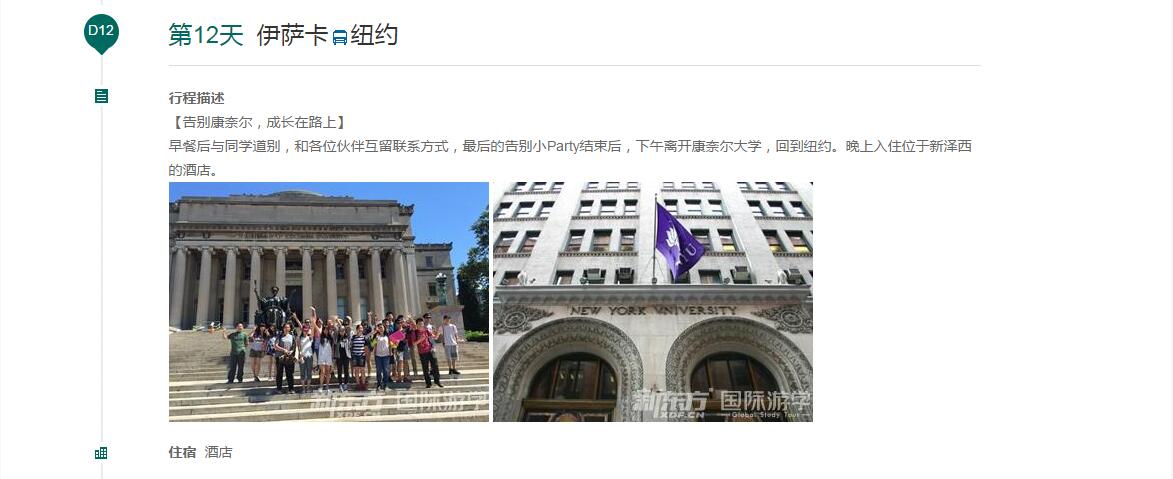 D12
第12天 伊萨卡 纽约
行程描述
【告别康奈尔，成长在路上】
早餐后与同学道别，和各位伙伴互留联系方式，最后的告别小Party结束后，下午离开康奈尔大学，回到纽约。晚上入住位于新泽西
的酒店。
NYU
NEW YORK UNIVERSITY
新东方 国际游学
XDF.CN
新东方 国际游学
XDF.CN Global Study Tour
住宿 酒店